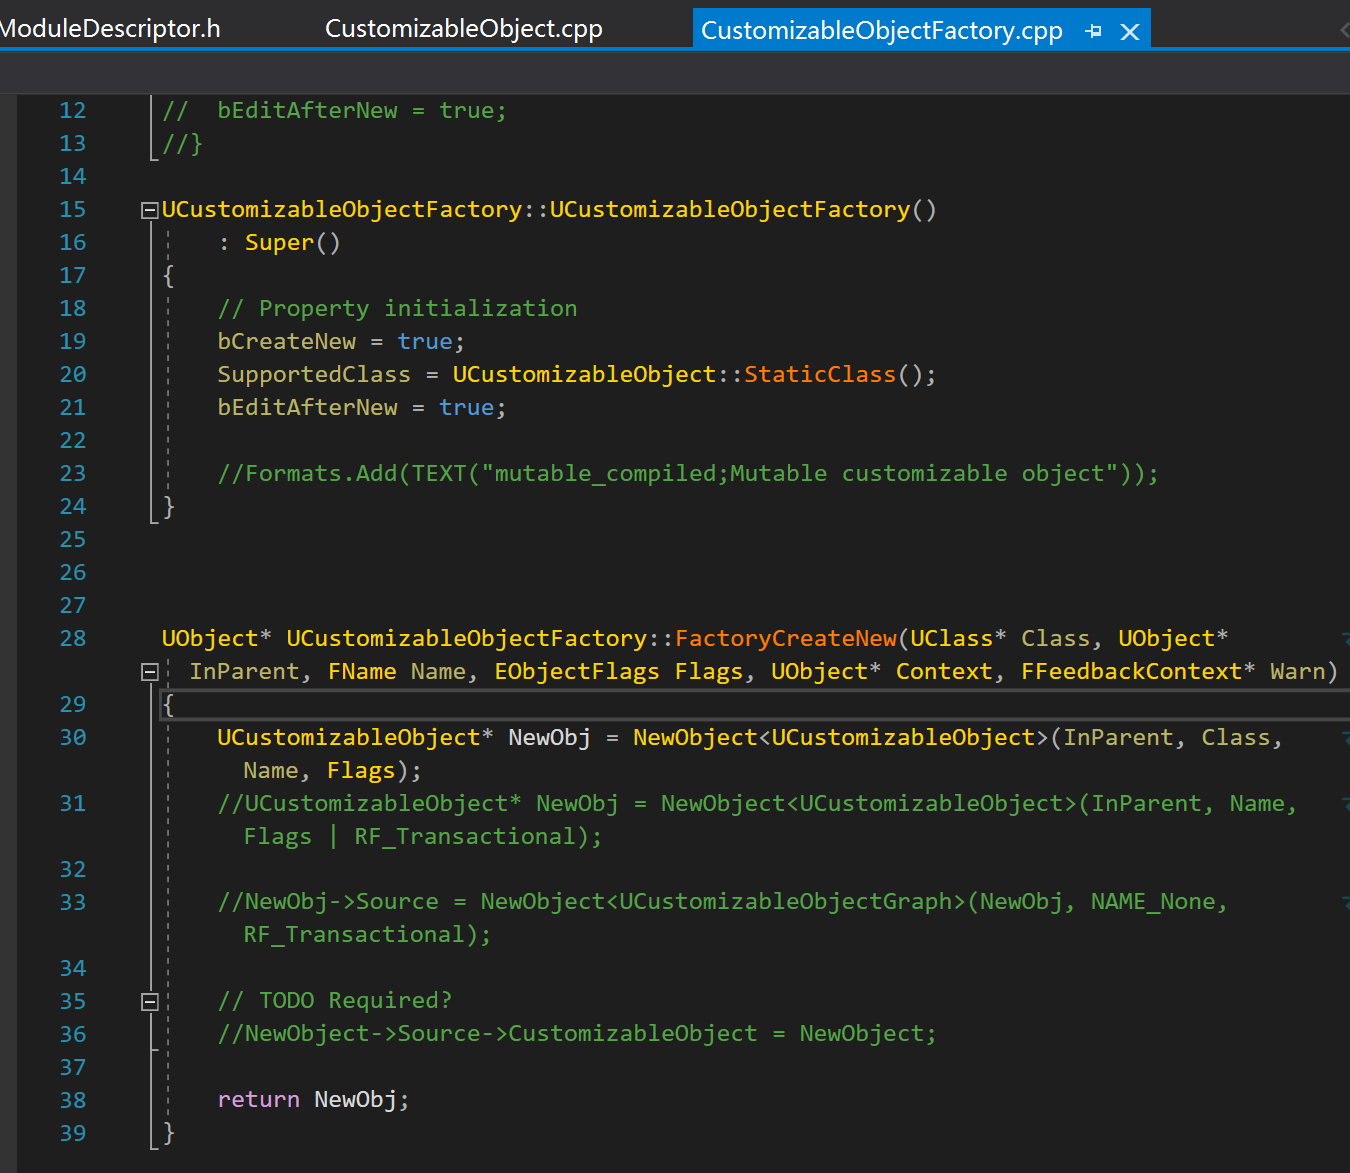 ModuleDescriptor.h CustomizableObject.cpp CustomizableObjectFactory.cpp
12 // bEditAfterNew = true;
13 //}
14
15 UCustomizableObjectFactory::UCustomizableObjectFactory()
16 : Super()
17 {
18 // Property initialization
19 bCreateNew = true;
20 SupportedClass = UCustomizableObject::StaticClass();
21 bEditAfterNew = true;
22
23 //Formats.Add(TEXT("mutable_compiled;Mutable customizable object"));
24 }
25
26
27
28 UObject* UCustomizableObjectFactory::FactoryCreateNew(UClass* Class, UObject*
InParent, FName Name, EObjectFlags Flags, UObject* Context, FFeedbackContext* Warn)
29 {
30 UCustomizableObject* NewObj = NewObject<UCustomizableObject>(InParent, Class,
Name, Flags);
31 //UCustomizableObject* NewObj = NewObject<UCustomizableObject>(InParent, Name,
Flags | RF_Transactional);
32
33 //NewObj->Source = NewObject<UCustomizableObjectGraph>(NewObj, NAME_None,
RF_Transactional);
34
35 // TODO Required?
36 //NewObject->Source->CustomizableObject = NewObject;
37
38 return NewObj;
39 }